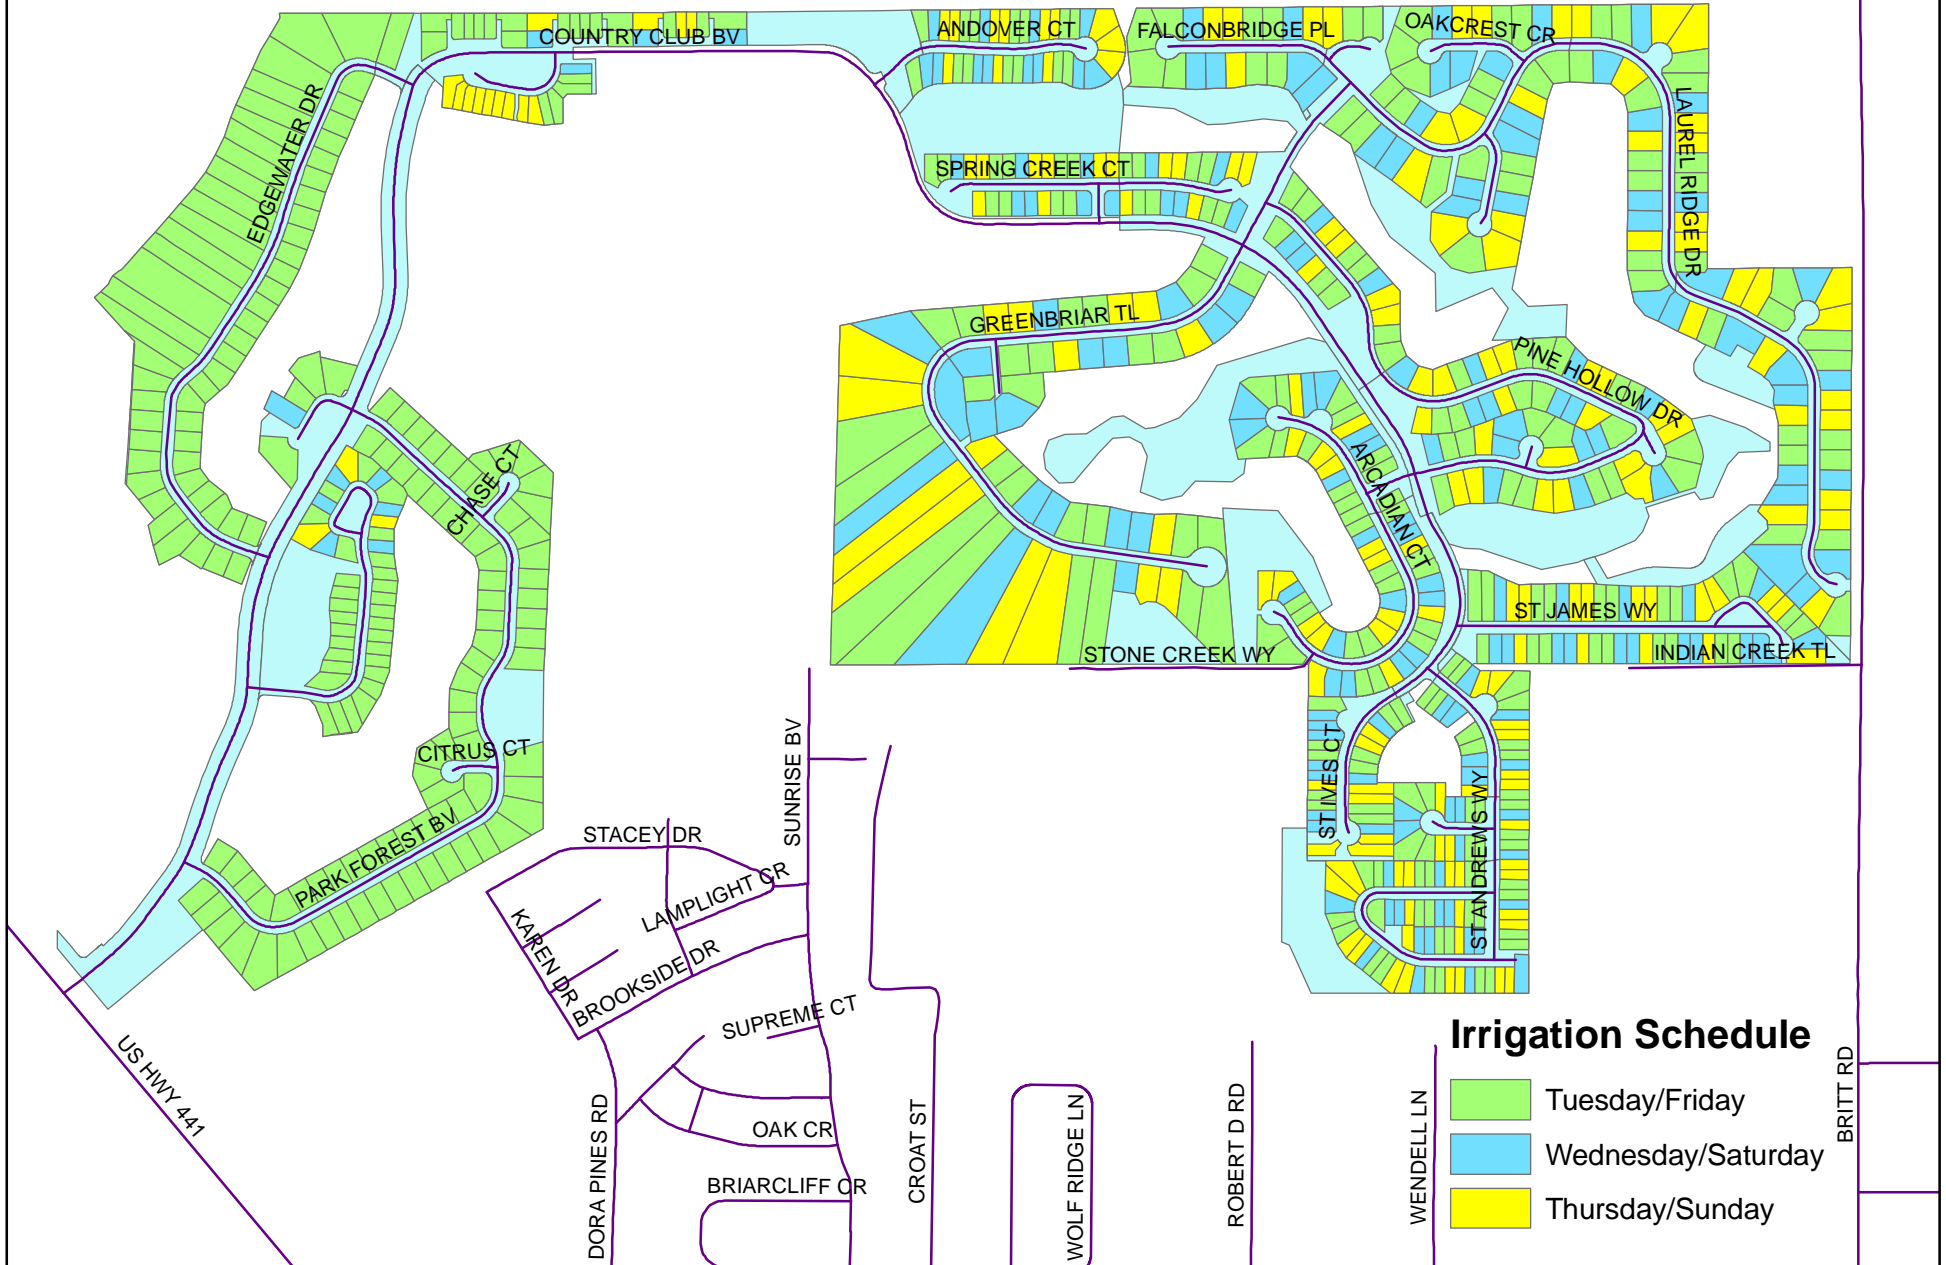 COUNTRY CLUB BV
ANDOVER CT
FALCONBRIDGE PL
OAKCREST CR
EDGEWATER DR
LAUREL RIDGE DR
SPRING CREEK CT
GREENBRIAR TL
PINE HOLLOW DR
CHASE CT
ARCADIAN CT
ST JAMES WY
STONE CREEK WY
INDIAN CREEK TL
CITRUS CT
SUNRISE BV
ST IVES CT
ST ANDREWS WY
PARK FOREST BV
STACEY DR
LAMPLIGHT CR
KAREN DR
BROOKSIDE DR
SUPREME CT
US HWY 441
DORA PINES RD
OAK CR
BRIARCLIFF CR
CROAT ST
WOLF RIDGE LN
ROBERT D RD
WENDELL LN
BRITT RD
Irrigation Schedule
Tuesday/Friday
Wednesday/Saturday
Thursday/Sunday